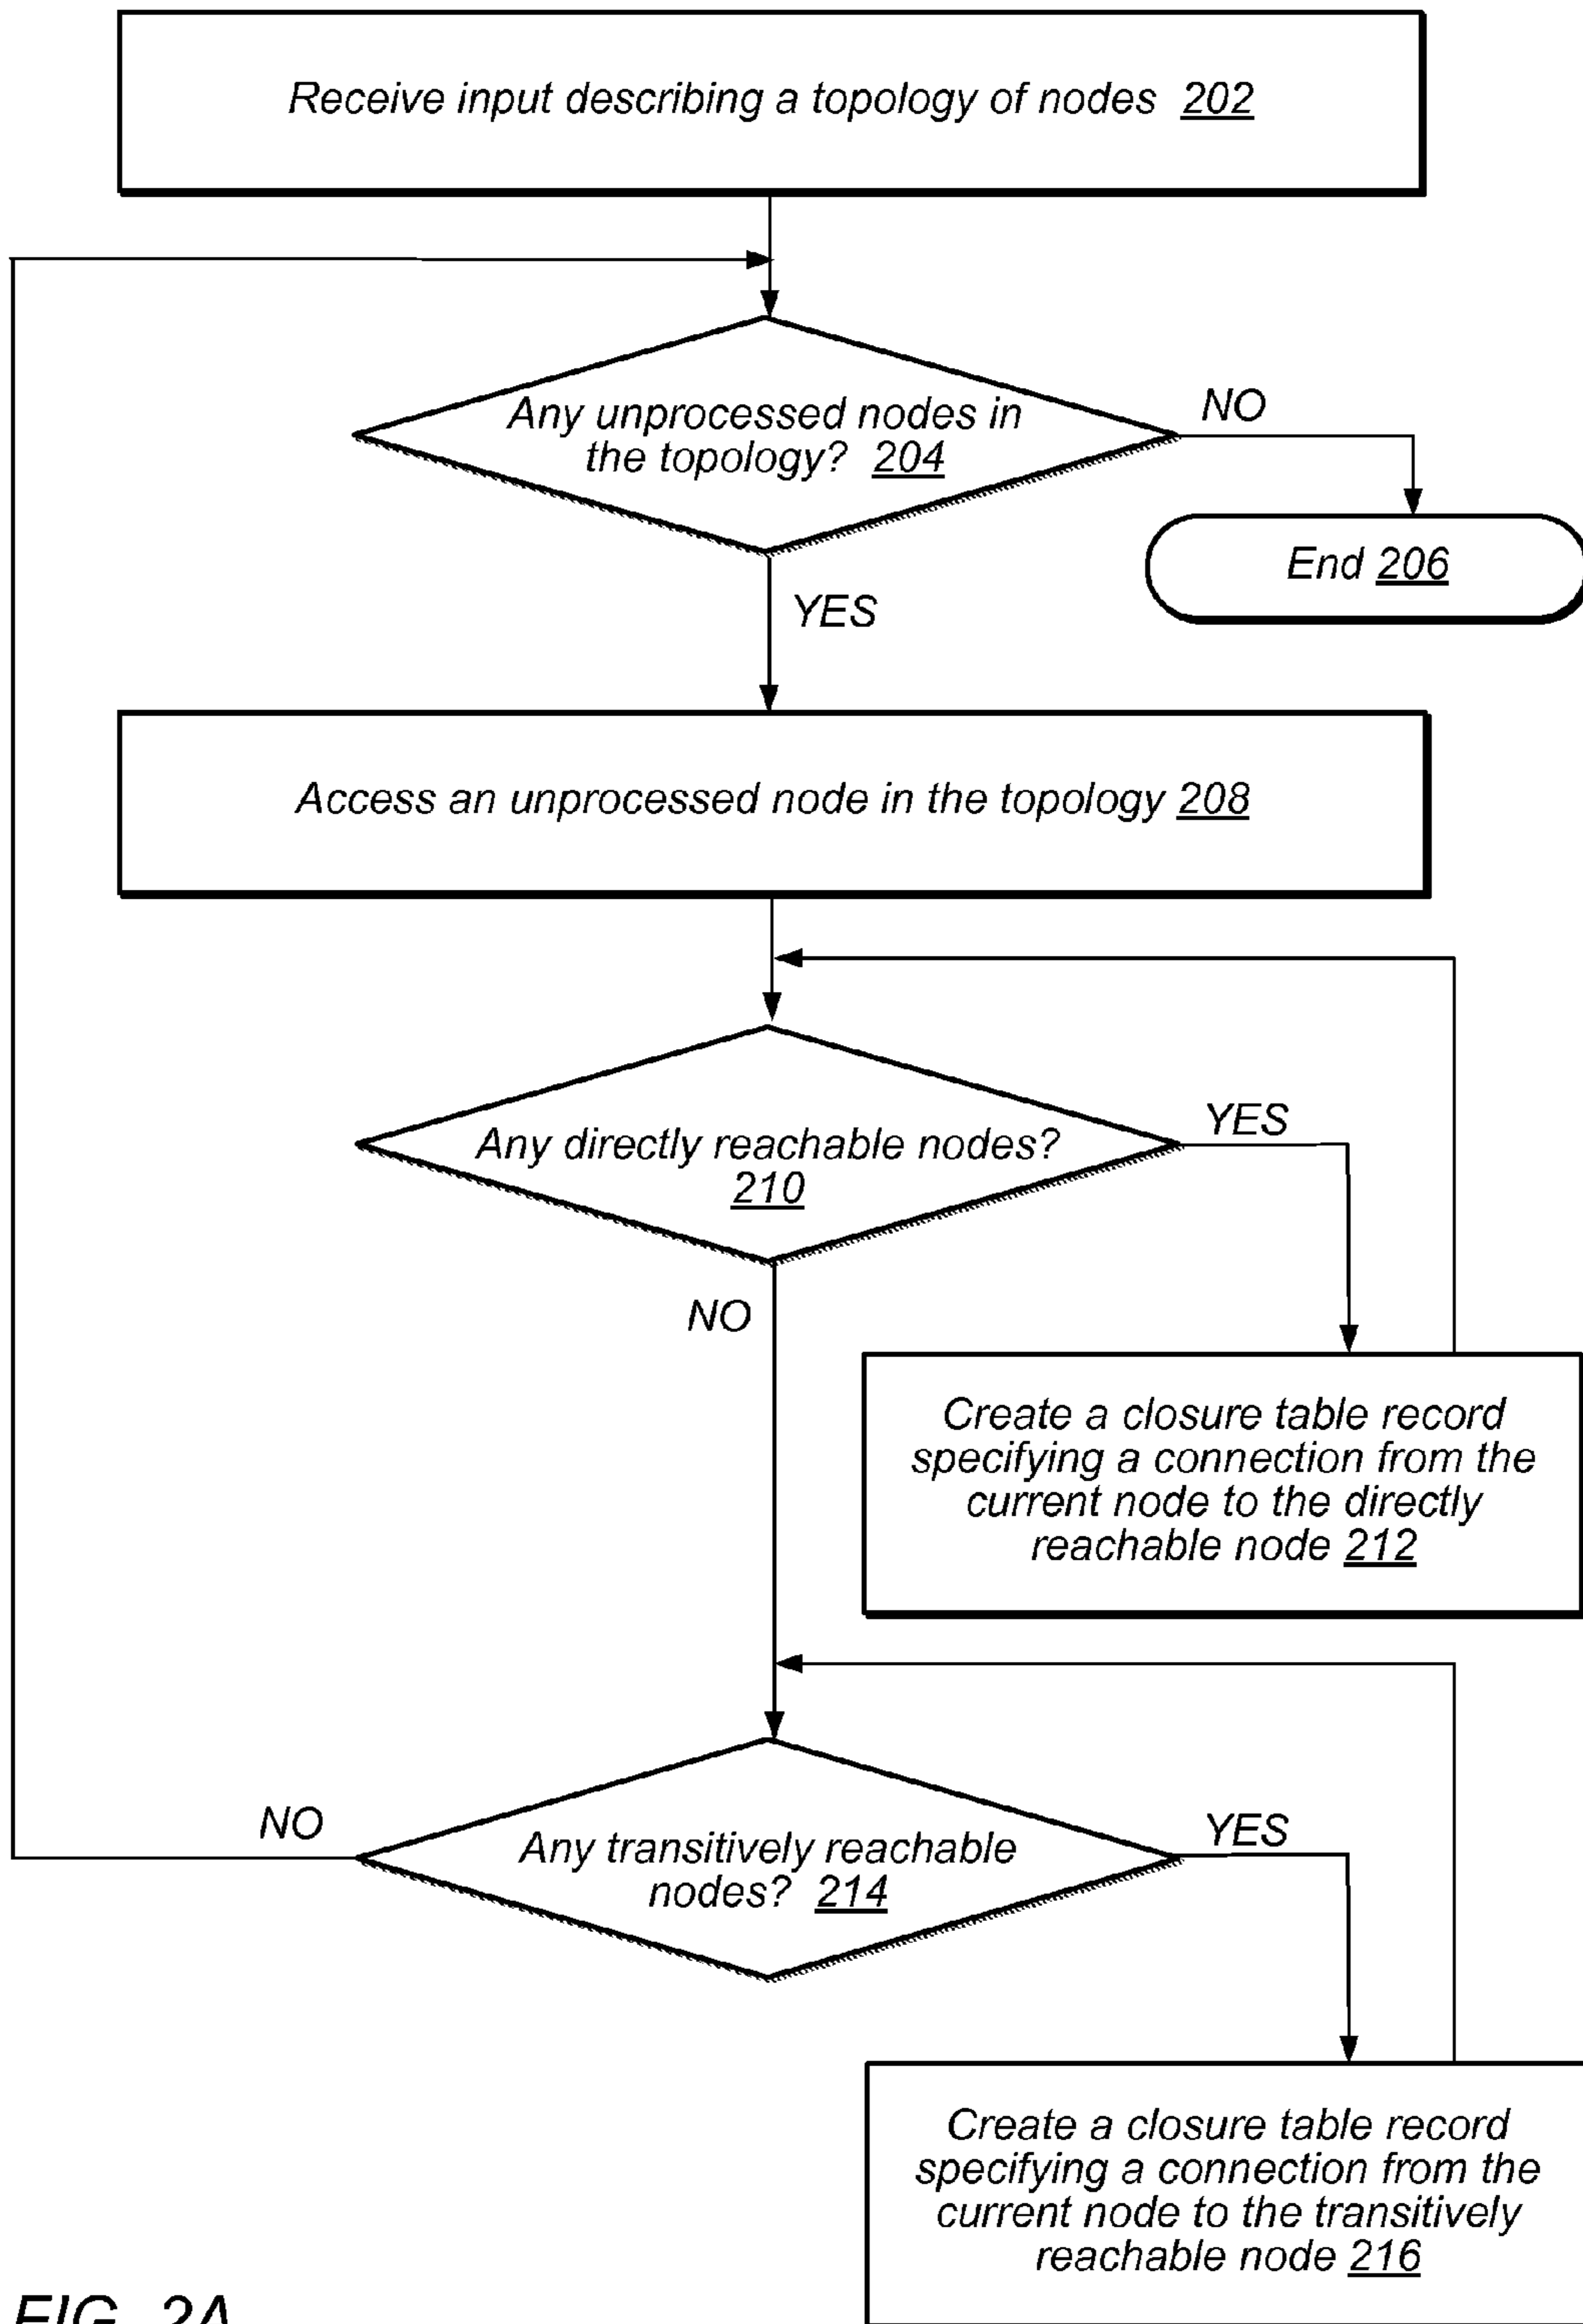 Receive input describing a topology of nodes 202
Any unprocessed nodes in
the topology? 204
NO
End 206
YES
Access an unprocessed node in the topology 208
Any directly reachable nodes?
210
YES
NO
Create a closure table record
specifying a connection from the
current node to the directly
reachable node 212
NO
Any transitively reachable
nodes? 214
YES
Create a closure table record
specifying a connection from the
current node to the transitively
reachable node 216
FIG. 2A